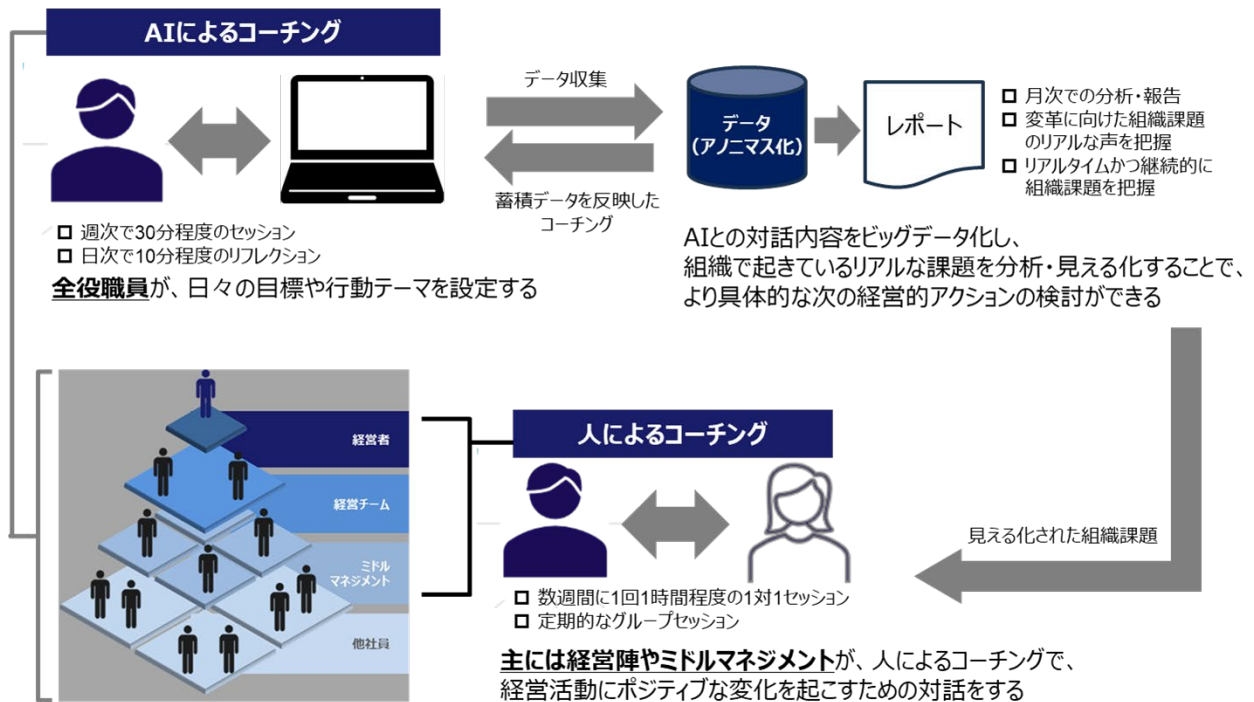 AIによるコーチング
データ収集
蓄積データを反映した
コーチング
データ
(アノニマス化)
レポート
月次での分析・報告
変革に向けた組織課題
のリアルな声を把握
リアルタイムかつ継続的に
組織課題を把握
週次で30分程度のセッション
日次で10分程度のリフレクション
全役職員が、日々の目標や行動テーマを設定する
AIとの対話内容をビッグデータ化し、
組織で起きているリアルな課題を分析・見える化することで、
より具体的な次の経営的アクションの検討ができる
経営者
経営チーム
ミドル
マネジメント
他社員
人によるコーチング
数週間に1回1時間程度の1対1セッション
定期的なグループセッション
主には経営陣やミドルマネジメントが、人によるコーチングで、
経営活動にポジティブな変化を起こすための対話をする
見える化された組織課題